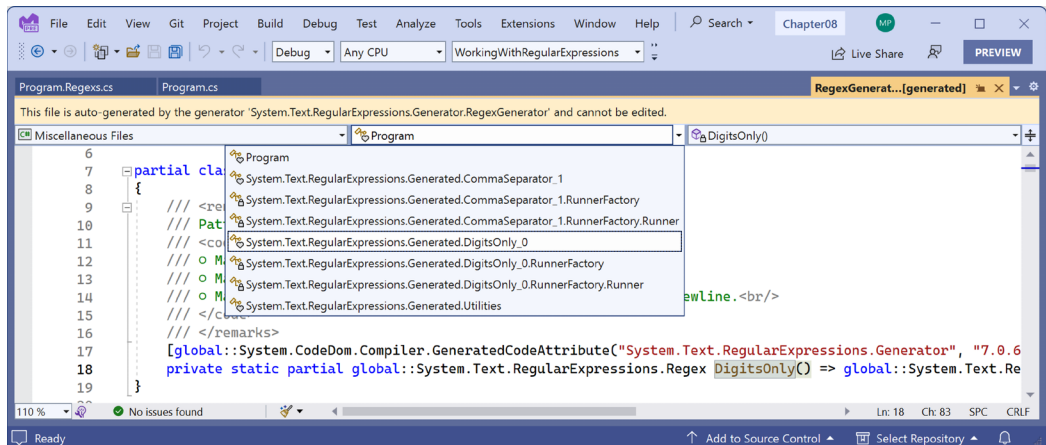 File Edit View Git Project Build Debug Test Analyze Tools Extensions Window Help Search Chapter08 MP
Debug Any CPU WorkingWithRegularExpressions Live Share PREVIEW
Program.Regexs.cs Program.cs RegexGenerat...[generated]
This file is auto-generated by the generator 'System.Text.RegularExpressions.Generator.RegexGenerator' and cannot be edited.
Miscellaneous Files Program DigitsOnly()
6
Program
7 partial cla
System.Text.RegularExpressions.Generated.CommaSeparator_1
8 {
9 /// <re
System.Text.RegularExpressions.Generated.CommaSeparator_1.RunnerFactory
10 /// Pat
System.Text.RegularExpressions.Generated.CommaSeparator_1.RunnerFactory.Runner
11 /// <co
System.Text.RegularExpressions.Generated.DigitsOnly_0
12 /// o M
System.Text.RegularExpressions.Generated.DigitsOnly_0.RunnerFactory
13 /// o M
System.Text.RegularExpressions.Generated.DigitsOnly_0.RunnerFactory.Runner
14 /// o M ewline.<br/>
System.Text.RegularExpressions.Generated.Utilities
15 /// </code>
16 /// </remarks>
17 [global::System.CodeDom.Compiler.GeneratedCodeAttribute("System.Text.RegularExpressions.Generator", "7.0.6
18 private static partial global::System.Text.RegularExpressions.Regex DigitsOnly() => global::System.Text.Re
19 }
110 % No issues found Ln: 18 Ch: 83 SPC CRLF
Ready Add to Source Control Select Repository